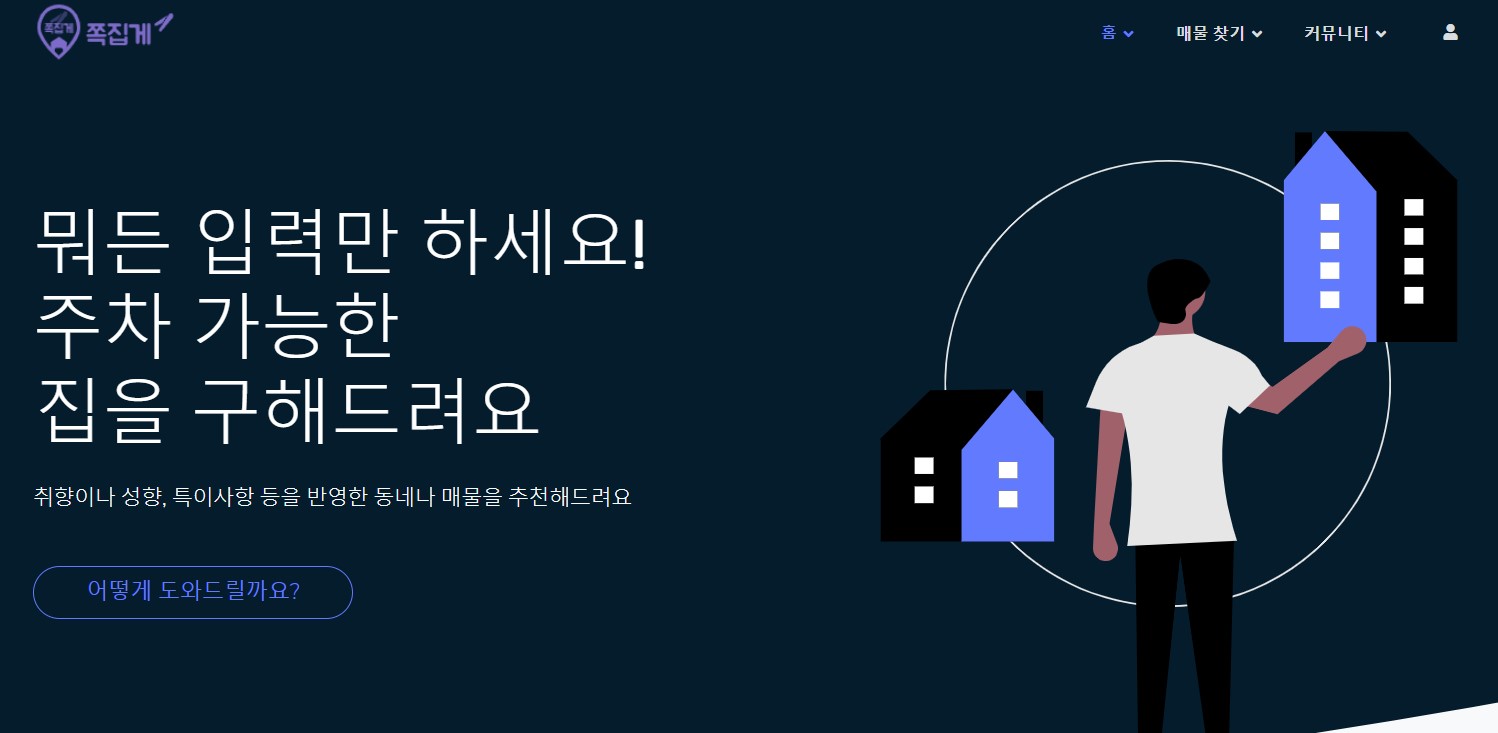 쪽집게
쪽집게
홈
매물 찾기
커뮤니티
뭐든 입력만 하세요!
주차 가능한
집을 구해드려요
취향이나 성향, 특이사항 등을 반영한 동네나 매물을 추천해드려요
어떻게 도와드릴까요?